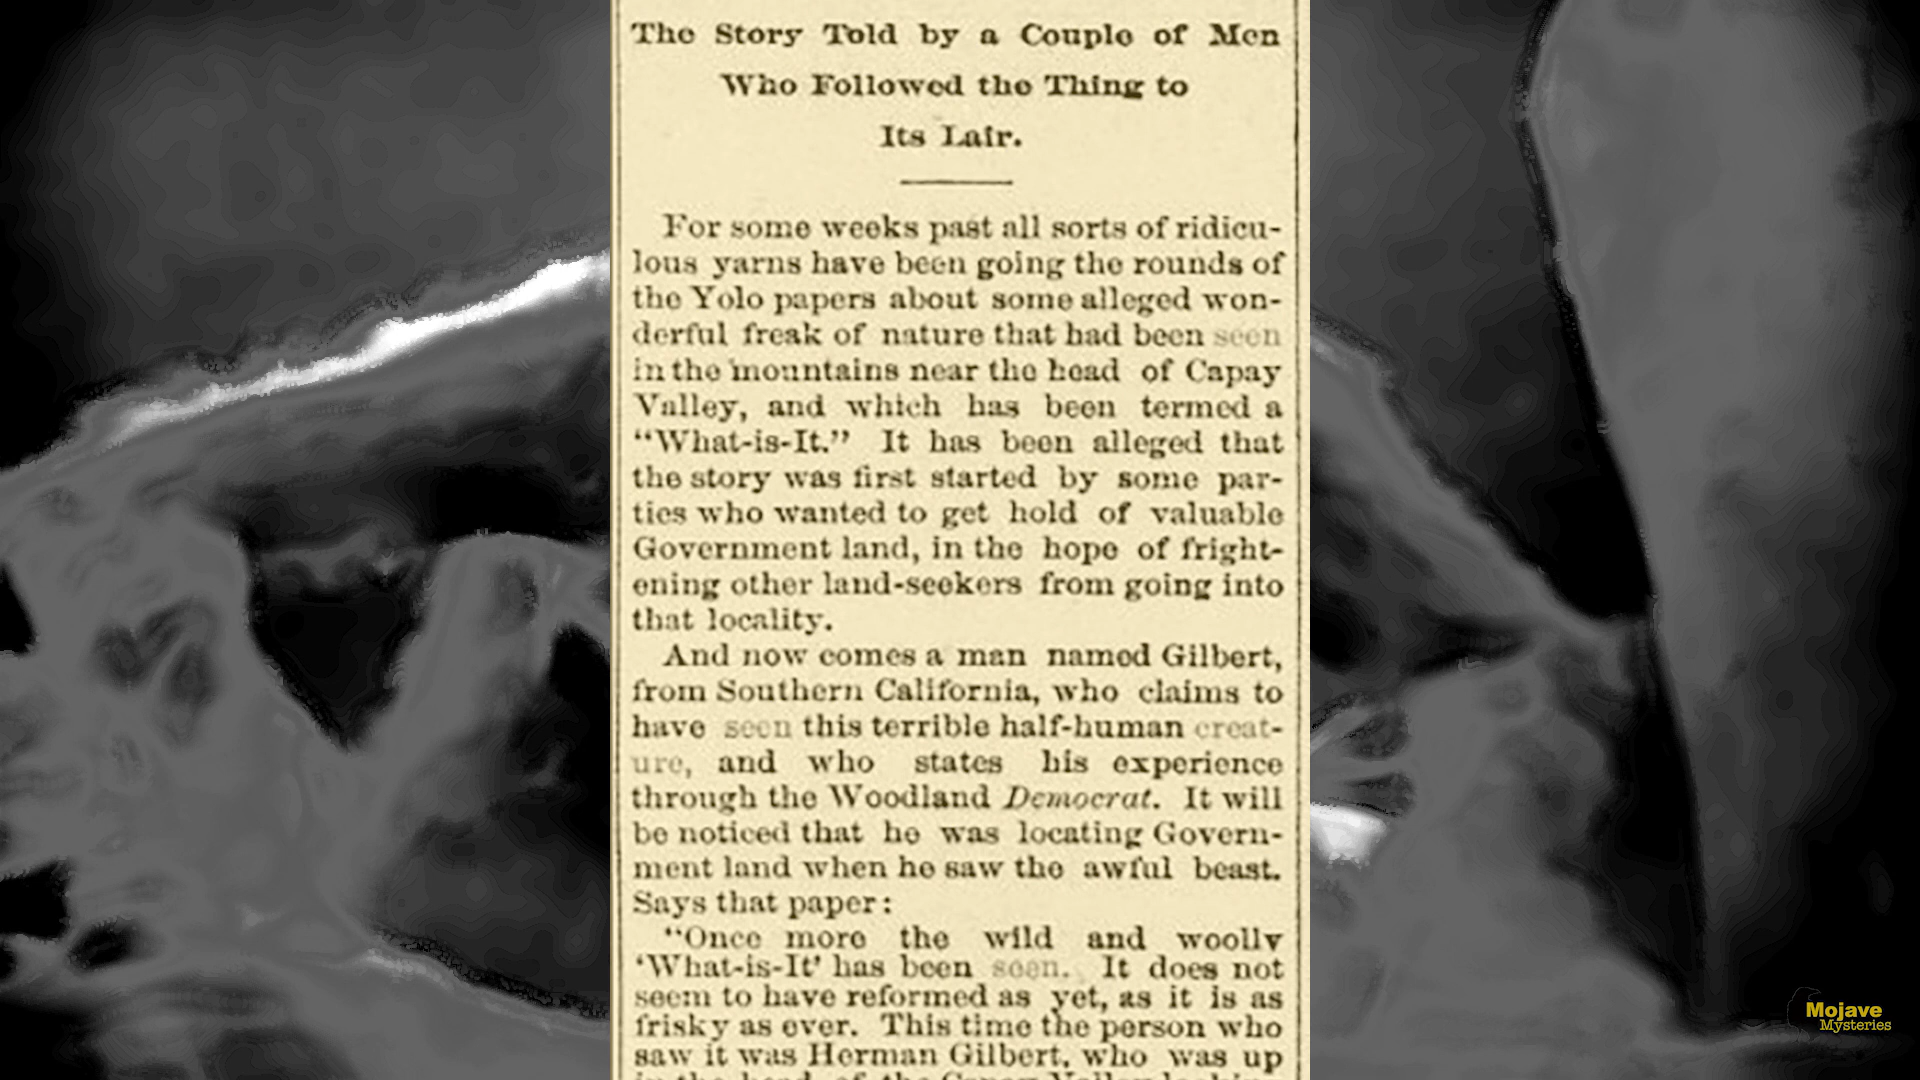 The Story Told by a Couple of Men
Who Followed the Thing to
Its Lair.
For some weeks past all sorts of ridicu-
lous yarns have been going the rounds of
the Yolo papers about some alleged won-
derful freak of nature that had been seen
in the mountains near the head of Capay
Valley, and which has been termed a
“What-is-It.” It has been alleged that
the story was first started by some par-
ties who wanted to get hold of valuable
Government land, in the hope of fright-
ening other land-seekers from going into
that locality.
And now comes a man named Gilbert,
from Southern California, who claims to
have seen this terrible half-human creat-
ure, and who states his experience
through the Woodland Democrat. It will
be noticed that he was locating Govern-
ment land when he saw the awful beast.
Says that paper:
“Once more the wild and woolly
‘What-is-It’ has been seen. It does not
seem to have reformed as yet, as it is as
frisky as ever. This time the person who
saw it was Herman Gilbert, who was up
Mojave
Mysteries